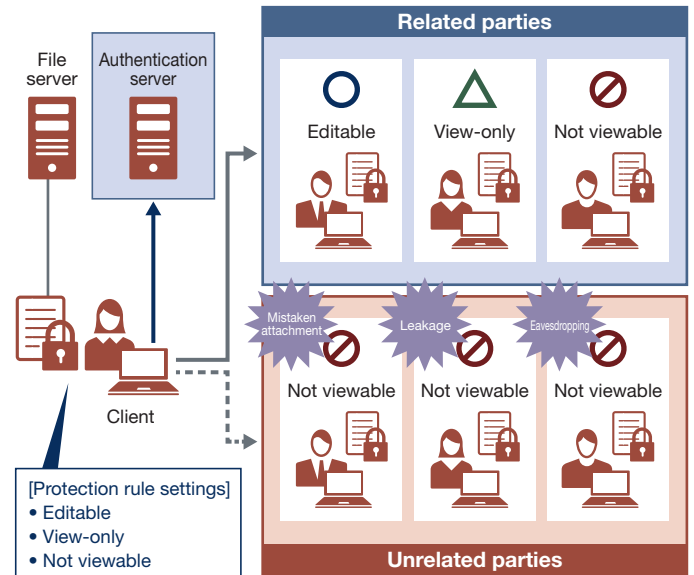 Related parties
File
server
Authentication
server
Editable
View-only
Not viewable
Mistaken
attachment
Leakage
Eavesdropping
Not viewable
Not viewable
Not viewable
Client
[Protection rule settings]
• Editable
• View-only
• Not viewable
Unrelated parties